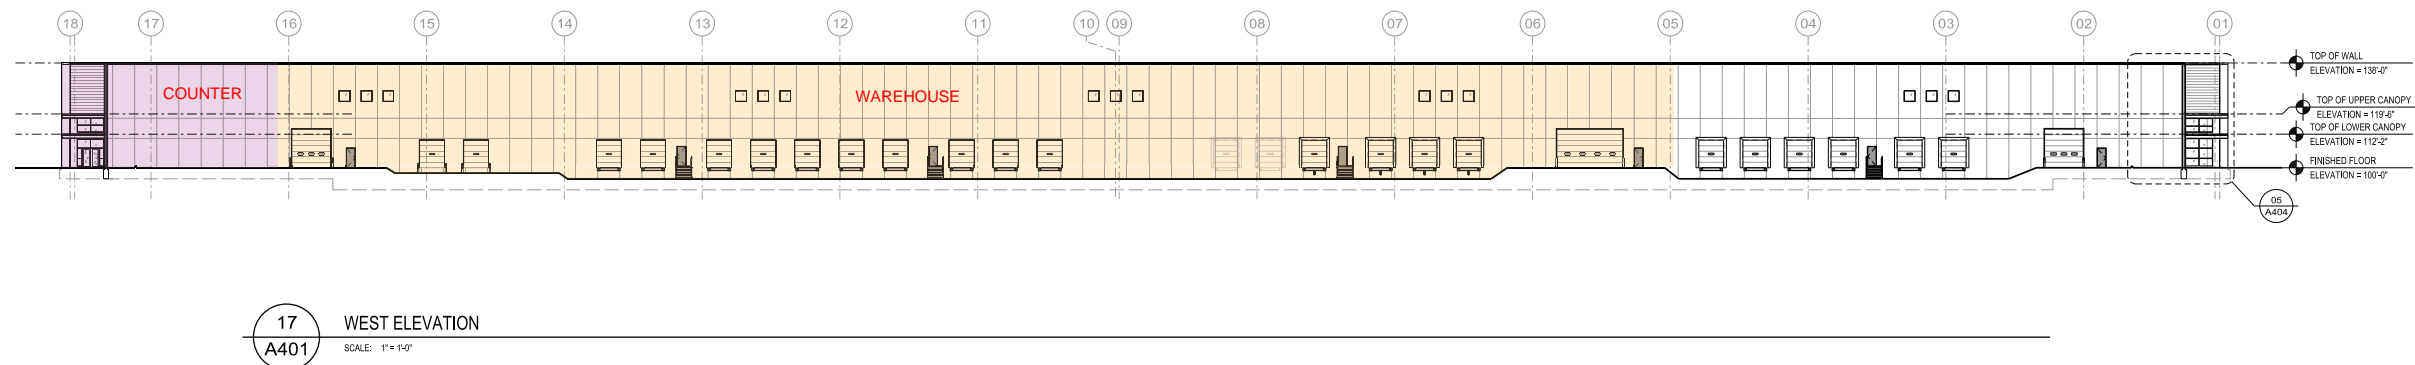 18 17 16 15 14 13 12 11 10 09 08 07 06 05 04 03 02 01
COUNTER
WAREHOUSE
TOP OF WALL
ELEVATION = 138'-0"
TOP OF UPPER CANOPY
ELEVATION = 119'-6"
TOP OF LOWER CANOPY
ELEVATION = 112'-2"
FINISHED FLOOR
ELEVATION = 100'-0"
05
A404
17
A401
WEST ELEVATION
SCALE: 1" = 1'-0"